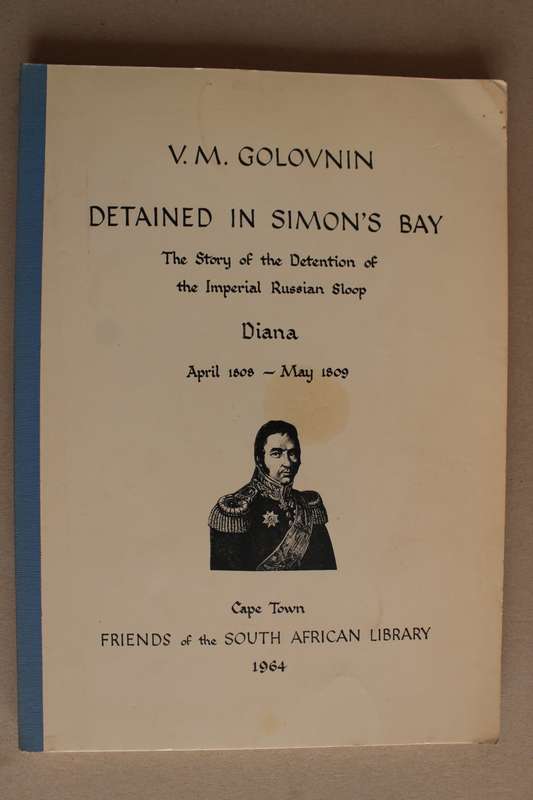 V. M. GOLOVNIN
DETAINED IN SIMON'S BAY
The Story of the Detention of
the Imperial Russian Sloop
Diana
April 1808 – May 1809
Cape Town
FRIENDS of the SOUTH AFRICAN LIBRARY
1964